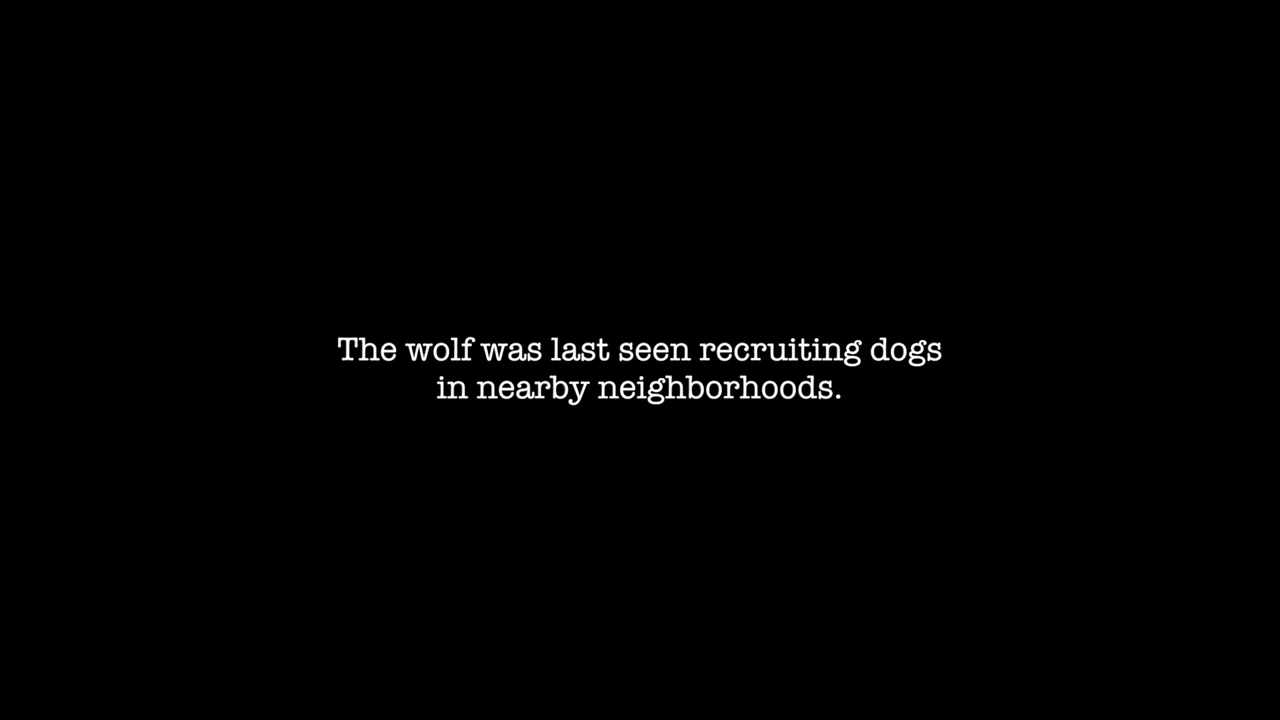 The wolf was last seen recruiting dogs
in nearby neighborhoods.